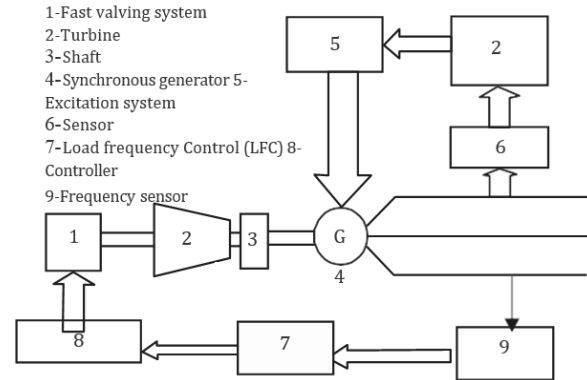 1-Fast valving system
2-Turbine
3-Shaft
4-Synchronous generator 5-
Excitation system
6-Sensor
7-Load frequency Control (LFC) 8-
Controller
9-Frequency sensor
5
2
6
1
2
3
G
4
8
7
9